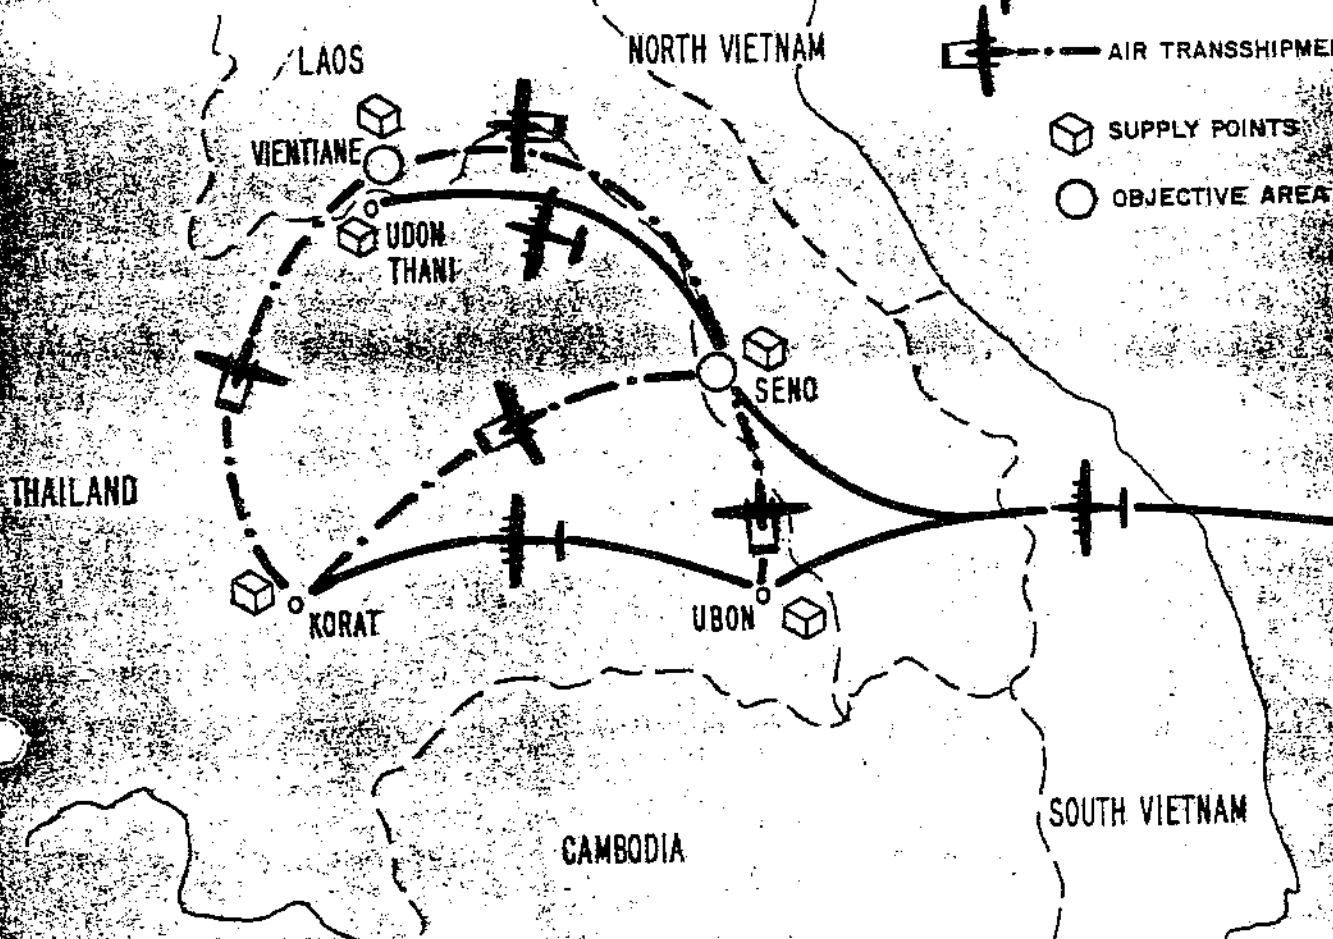 LAOS
NORTH VIETNAM
AIR TRANSSHIPME
SUPPLY POINTS
OBJECTIVE AREA
VIENTIANE
UDON
THANI
SENO
THAILAND
KORAT
UBON
SOUTH VIETNAM
CAMBODIA